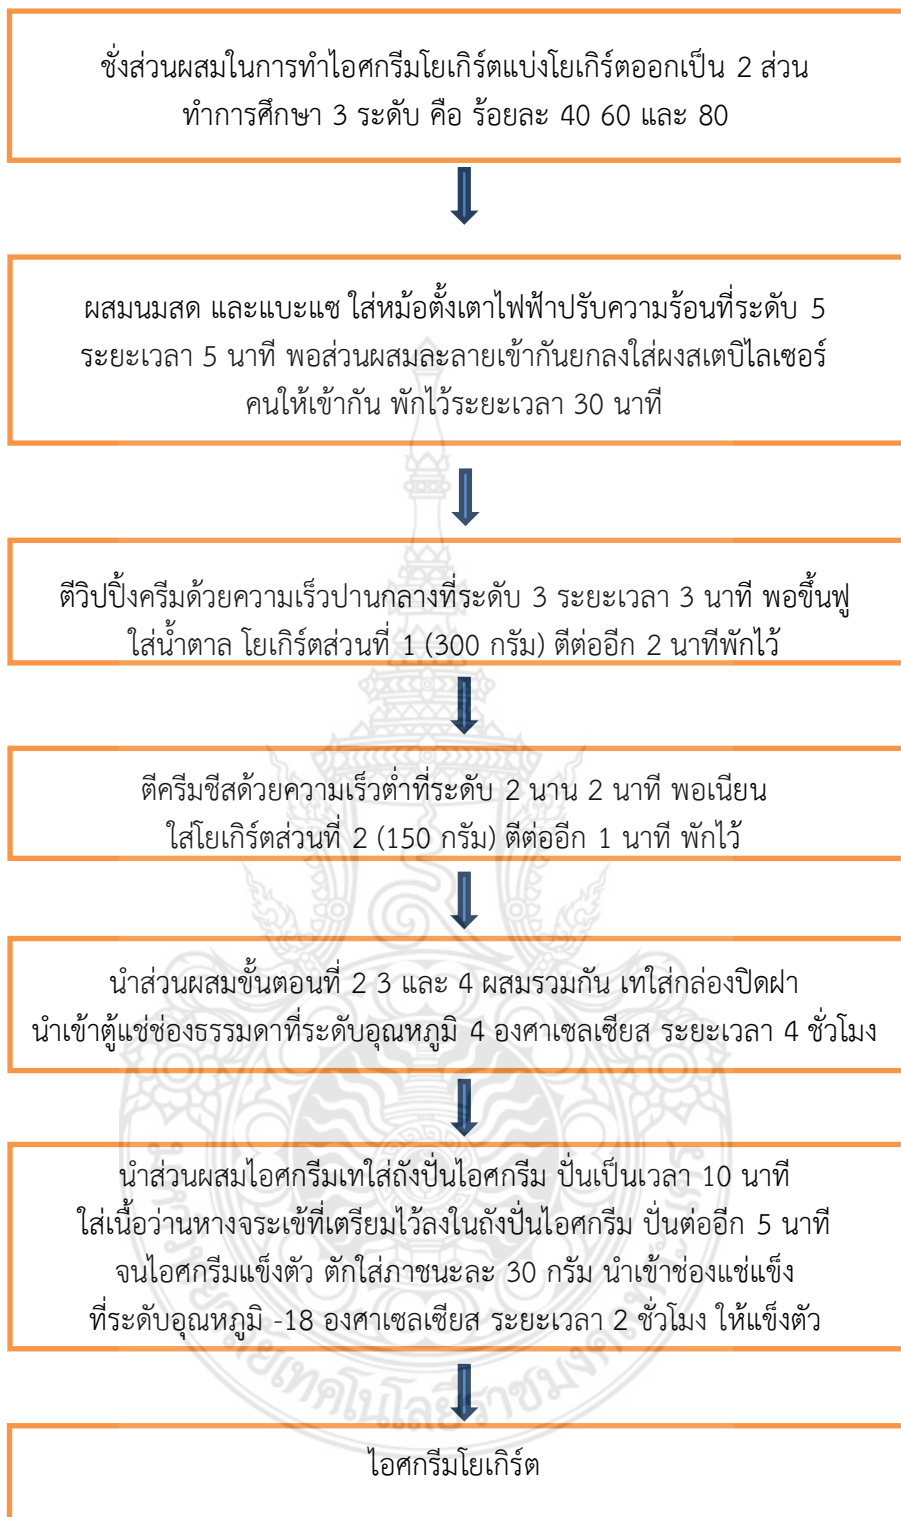 ชั่งส่วนผสมในการทำไอศกรีมโยเกิร์ตแบ่งโยเกิร์ตออกเป็น 2 ส่วน
ทำการศึกษา 3 ระดับ คือ ร้อยละ 40 60 และ 80
ผสมนมสด และแบะแซ ใส่หม้อตั้งเตาไฟฟ้าปรับความร้อนที่ระดับ 5
ระยะเวลา 5 นาที พอส่วนผสมละลายเข้ากันยกลงใส่ผงสเตบิไลเซอร์
คนให้เข้ากัน พักไว้ระยะเวลา 30 นาที
ตีวิปปิ้งครีมด้วยความเร็วปานกลางที่ระดับ 3 ระยะเวลา 3 นาที พอขึ้นฟู
ใส่น้ำตาล โยเกิร์ตส่วนที่ 1 (300 กรัม) ตีต่ออีก 2 นาทีพักไว้
ตีครีมชีสด้วยความเร็วต่ำที่ระดับ 2 นาน 2 นาที พอเนียน
ใส่โยเกิร์ตส่วนที่ 2 (150 กรัม) ตีต่ออีก 1 นาที พักไว้
นำส่วนผสมขั้นตอนที่ 2 3 และ 4 ผสมรวมกัน เทใส่กล่องปิดฝา
นำเข้าตู้แช่ช่องธรรมดาที่ระดับอุณหภูมิ 4 องศาเซลเซียส ระยะเวลา 4 ชั่วโมง
นำส่วนผสมไอศกรีมเทใส่ถังปั่นไอศกรีม ปั่นเป็นเวลา 10 นาที
ใส่เนื้อว่านหางจระเข้ที่เตรียมไว้ลงในถังปั่นไอศกรีม ปั่นต่ออีก 5 นาที
จนไอศกรีมแข็งตัว ตักใส่ภาชนะละ 30 กรัม นำเข้าช่องแช่แข็ง
ที่ระดับอุณหภูมิ -18 องศาเซลเซียส ระยะเวลา 2 ชั่วโมง ให้แข็งตัว
ไอศกรีมโยเกิร์ต